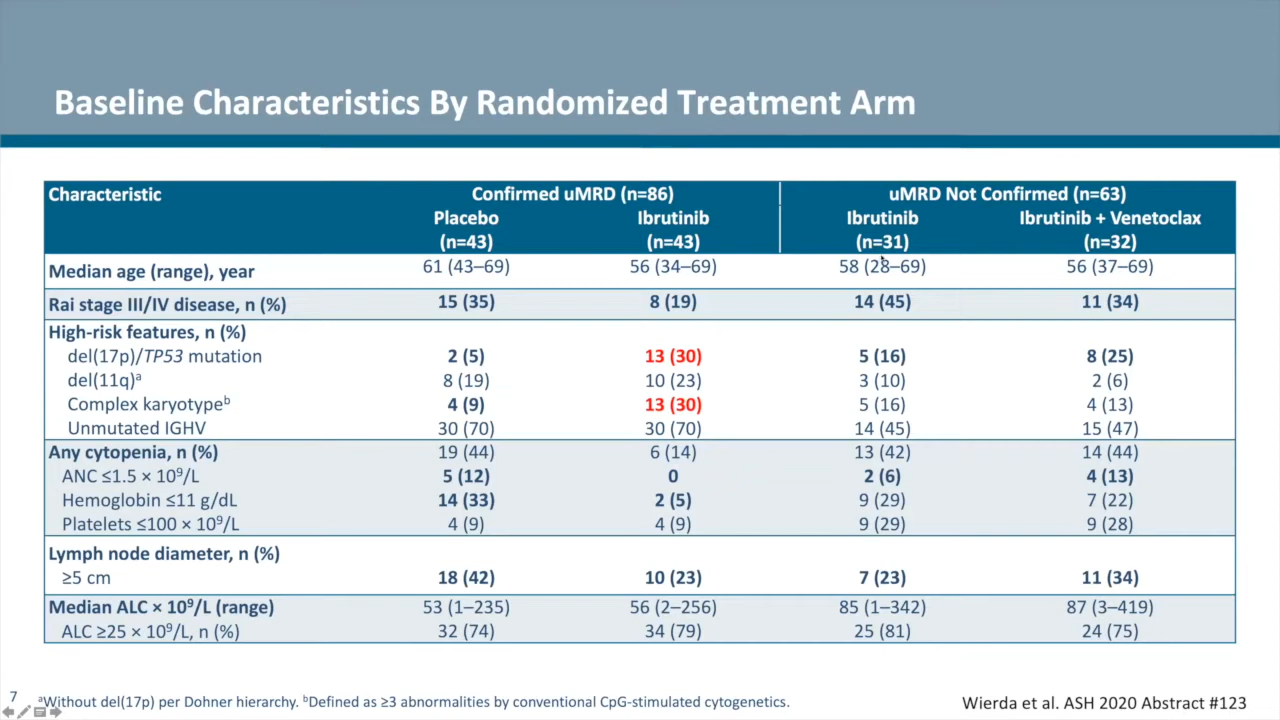 Baseline Characteristics By Randomized Treatment Arm
Characteristic Confirmed uMRD (n=86) uMRD Not Confirmed (n=63)
Placebo Ibrutinib Ibrutinib Ibrutinib + Venetoclax
(n=43) (n=43) (n=31) (n=32)
Median age (range), year 61 (43–69) 56 (34–69) 58 (28–69) 56 (37–69)
Rai stage III/IV disease, n (%) 15 (35) 8 (19) 14 (45) 11 (34)
High-risk features, n (%)
del(17p)/TP53 mutation 2 (5) 13 (30) 5 (16) 8 (25)
del(11q)ᵃ 8 (19) 10 (23) 3 (10) 2 (6)
Complex karyotypeᵇ 4 (9) 13 (30) 5 (16) 4 (13)
Unmutated IGHV 30 (70) 30 (70) 14 (45) 15 (47)
Any cytopenia, n (%) 19 (44) 6 (14) 13 (42) 14 (44)
ANC ≤1.5 × 10⁹/L 5 (12) 0 2 (6) 4 (13)
Hemoglobin ≤11 g/dL 14 (33) 2 (5) 9 (29) 7 (22)
Platelets ≤100 × 10⁹/L 4 (9) 4 (9) 9 (29) 9 (28)
Lymph node diameter, n (%)
≥5 cm 18 (42) 10 (23) 7 (23) 11 (34)
Median ALC × 10⁹/L (range) 53 (1–235) 56 (2–256) 85 (1–342) 87 (3–419)
ALC ≥25 × 10⁹/L, n (%) 32 (74) 34 (79) 25 (81) 24 (75)
7
ᵃWithout del(17p) per Dohner hierarchy. ᵇDefined as ≥3 abnormalities by conventional CpG-stimulated cytogenetics.
Wierda et al. ASH 2020 Abstract #123